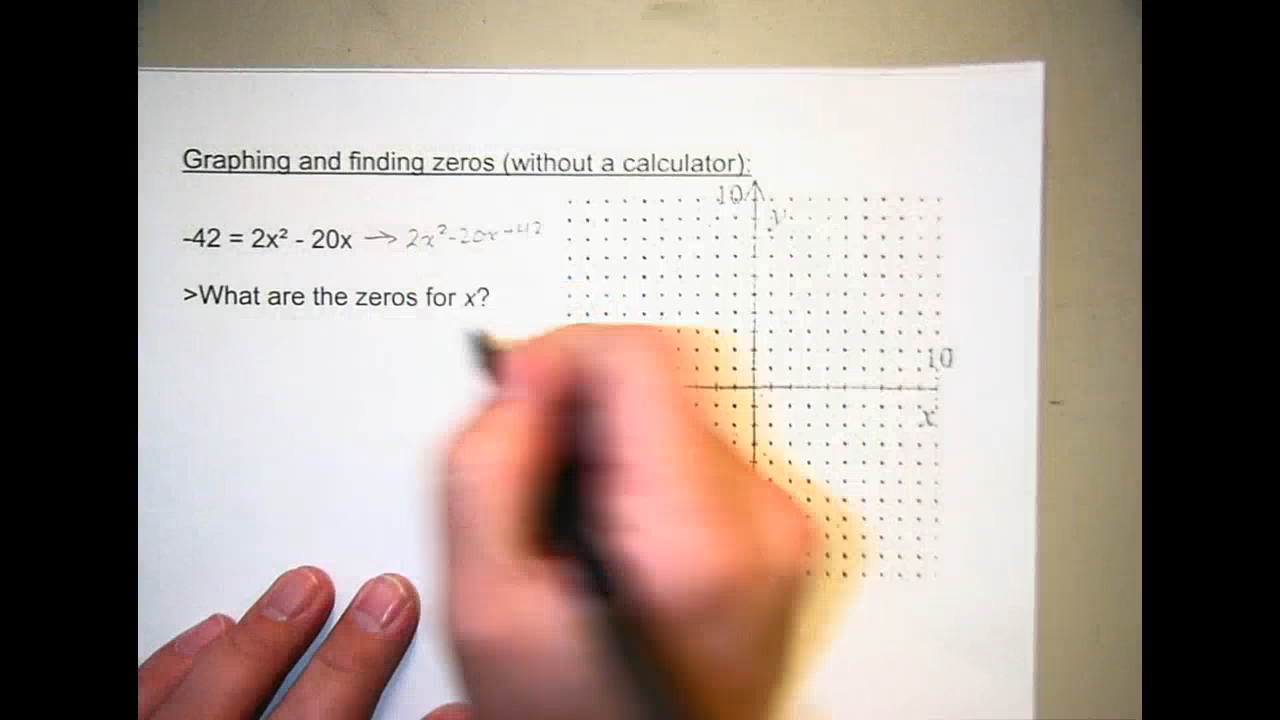 Graphing and finding zeros (without a calculator):
10
y
-42 = 2x² - 20x → 2x²-20x+42
>What are the zeros for x?
10
x